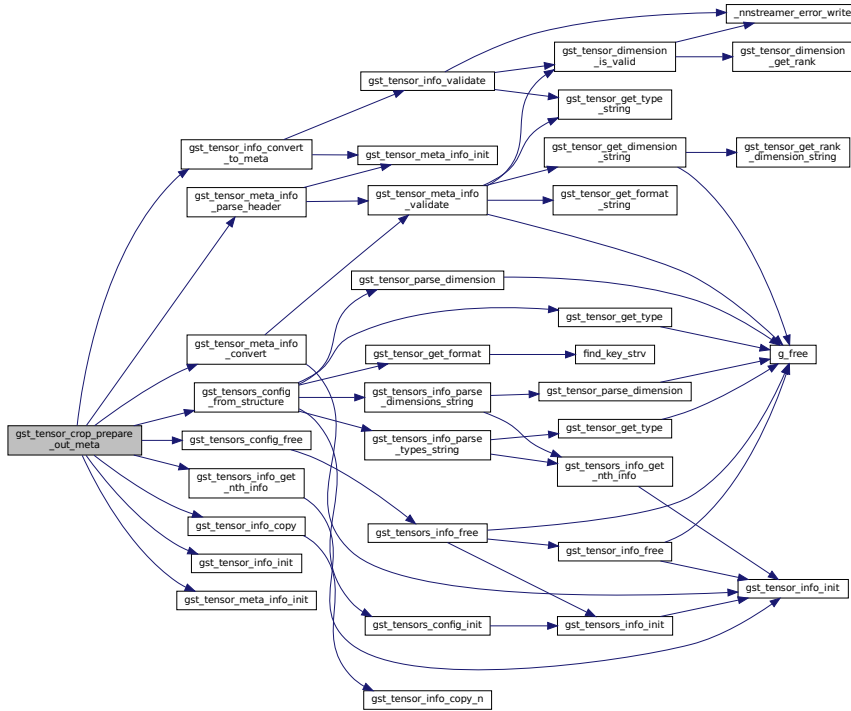 _nnstreamer_error_write
gst_tensor_dimension
_is_valid
gst_tensor_dimension
_get_rank
gst_tensor_info_validate
gst_tensor_get_type
_string
gst_tensor_info_convert
_to_meta
gst_tensor_meta_info_init
gst_tensor_get_dimension
_string
gst_tensor_get_rank
_dimension_string
gst_tensor_meta_info
_parse_header
gst_tensor_meta_info
_validate
gst_tensor_get_format
_string
gst_tensor_parse_dimension
gst_tensor_get_type
gst_tensor_meta_info
_convert
gst_tensor_get_format
find_key_strv
g_free
gst_tensors_config
_from_structure
gst_tensors_info_parse
_dimensions_string
gst_tensor_parse_dimension
gst_tensor_crop_prepare
_out_meta
gst_tensors_config_free
gst_tensors_info_parse
_types_string
gst_tensor_get_type
gst_tensors_info_get
_nth_info
gst_tensors_info_get
_nth_info
gst_tensor_info_copy
gst_tensors_info_free
gst_tensor_info_free
gst_tensor_info_init
gst_tensor_info_init
gst_tensor_meta_info_init
gst_tensors_config_init
gst_tensors_info_init
gst_tensor_info_copy_n